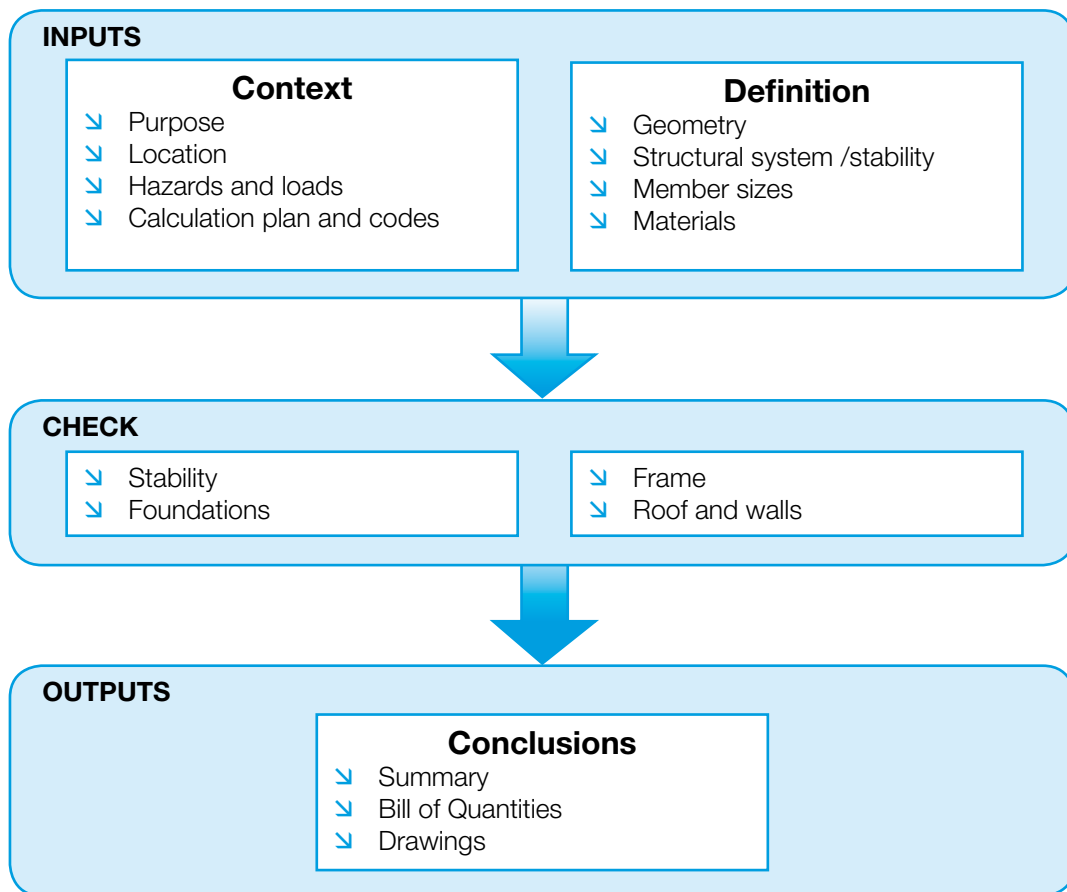 INPUTS
Context
Purpose
Location
Hazards and loads
Calculation plan and codes
Definition
Geometry
Structural system /stability
Member sizes
Materials
CHECK
Stability
Foundations
Frame
Roof and walls
OUTPUTS
Conclusions
Summary
Bill of Quantities
Drawings